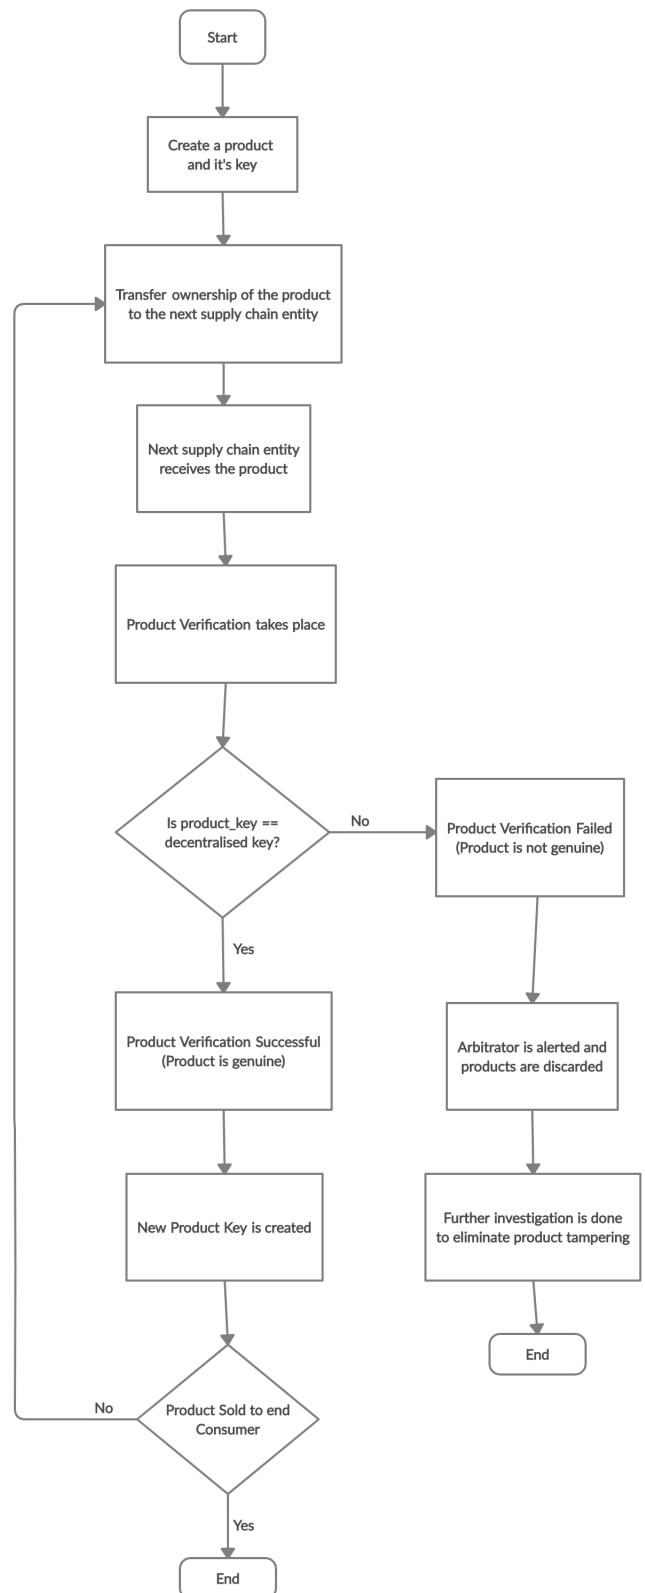 Start
Create a product
and it's key
Transfer ownership of the product
to the next supply chain entity
Next supply chain entity
receives the product
Product Verification takes place
Is product_key ==
decentralised key?
No
Product Verification Failed
(Product is not genuine)
Yes
Product Verification Successful
(Product is genuine)
Arbitrator is alerted and
products are discarded
New Product Key is created
Further investigation is done
to eliminate product tampering
End
Product Sold to end
Consumer
No
Yes
End